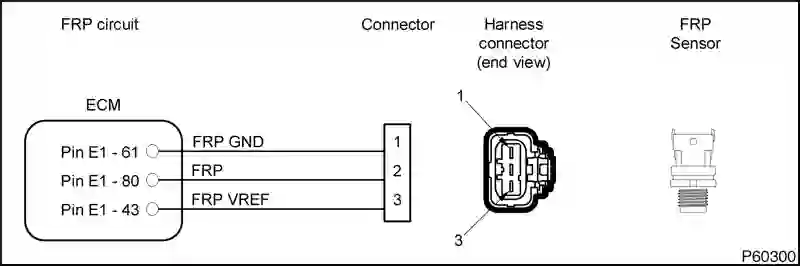 FRP circuit
Connector
Harness
connector
(end view)
FRP
Sensor
ECM
Pin E1 - 61
FRP GND
1
Pin E1 - 80
FRP
2
Pin E1 - 43
FRP VREF
3
1
3
P60300